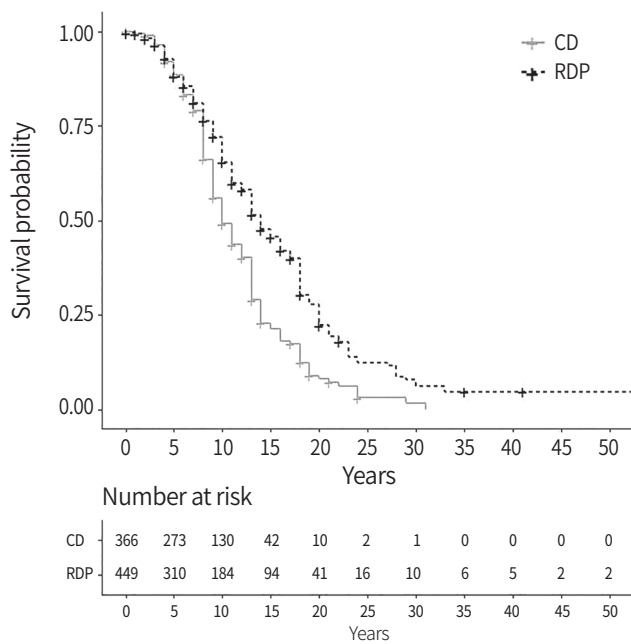 1.00
0.75
0.50
0.25
0.00
Survival probability
CD
RDP
0 5 10 15 20 25 30 35 40 45 50
Years
Number at risk
CD 366 273 130 42 10 2 1 0 0 0 0
RDP 449 310 184 94 41 16 10 6 5 2 2
0 5 10 15 20 25 30 35 40 45 50
Years